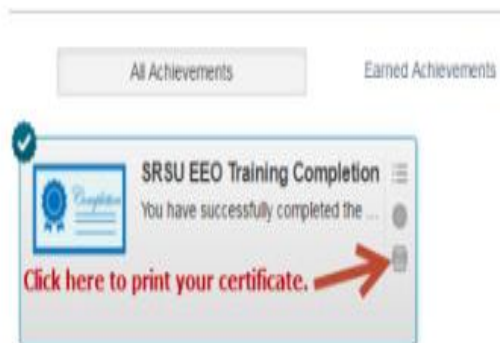 All Achievements
Earned Achievements
SRSU EEO Training Completion
Completion
You have successfully completed the ...
Click here to print your certificate.